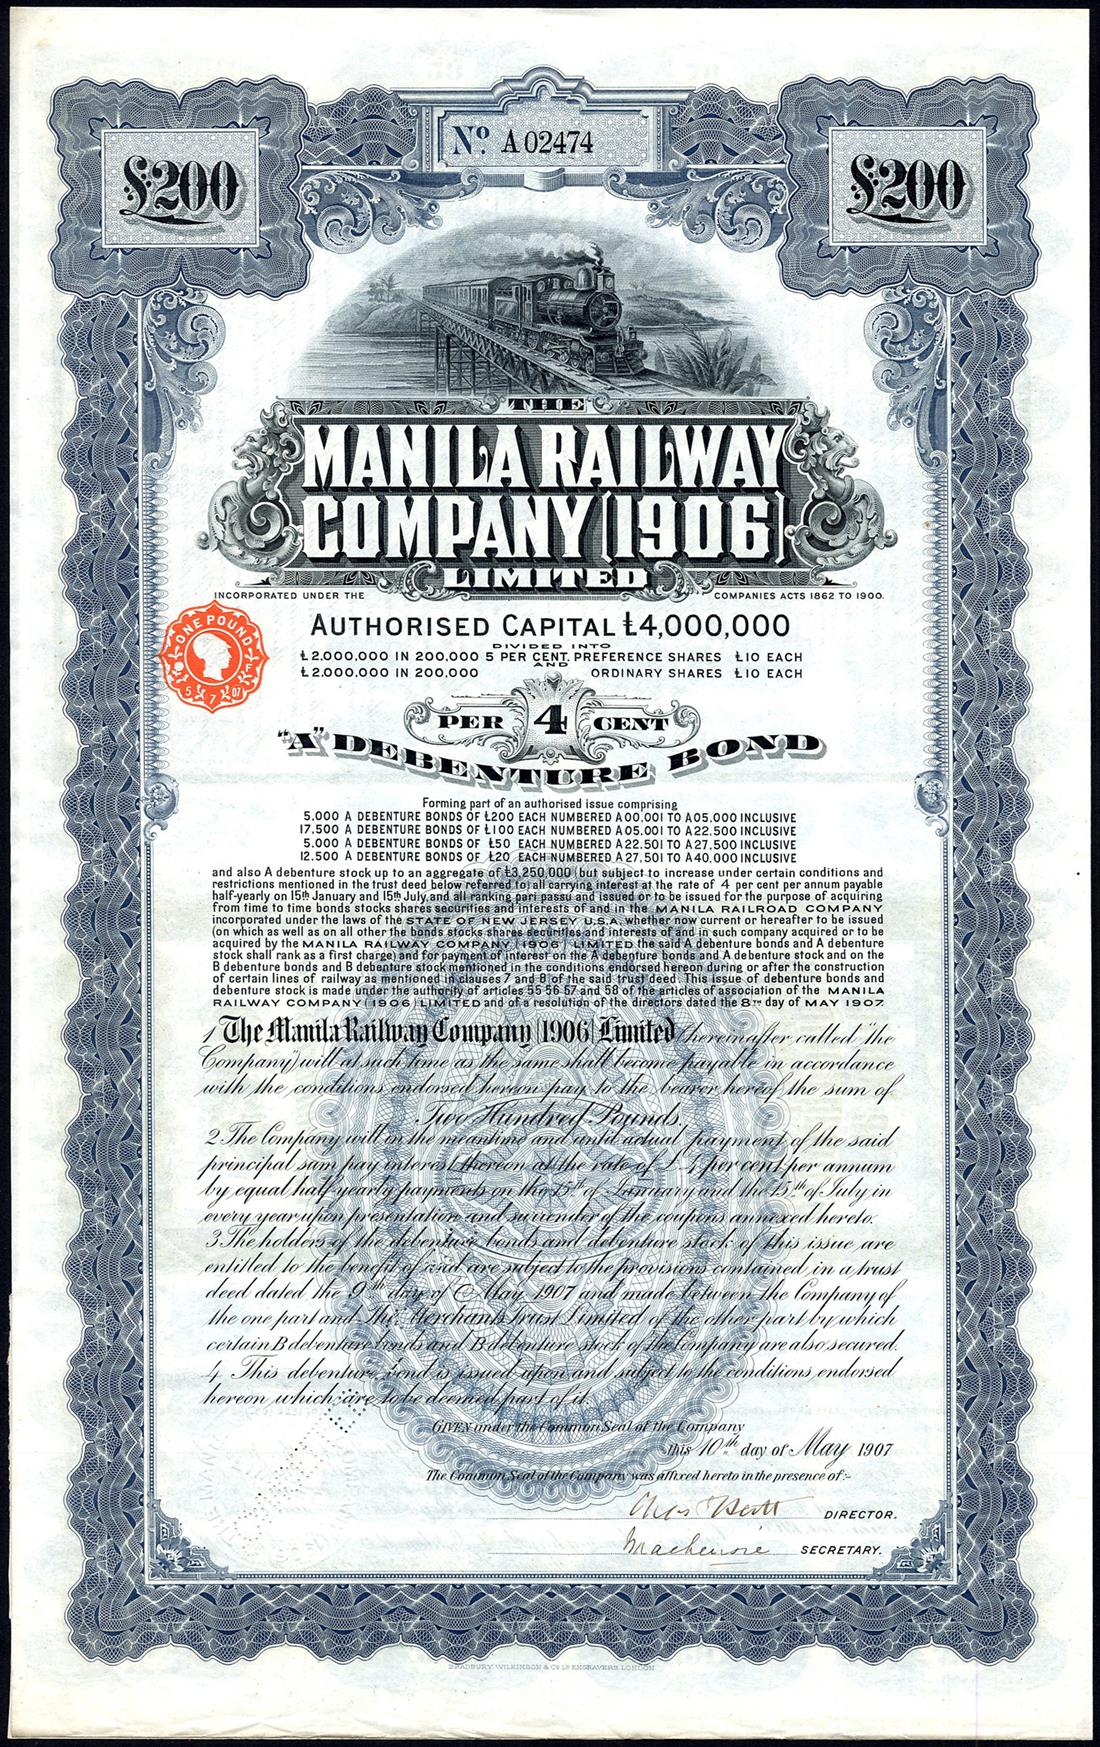 £200
Nº. A 02474
£200
THE
MANILA RAILWAY
COMPANY (1906)
LIMITED
INCORPORATED UNDER THE COMPANIES ACTS 1862 TO 1900.
ONE POUND
5 7 07
AUTHORISED CAPITAL £4,000,000
DIVIDED INTO
£2.000,000 IN 200,000 5 PER CENT. PREFERENCE SHARES £10 EACH
AND
£2.000,000 IN 200.000 ORDINARY SHARES £10 EACH
PER 4 CENT
"A" DEBENTURE BOND
Forming part of an authorised issue comprising
5.000 A DEBENTURE BONDS OF £200 EACH NUMBERED A 00.001 TO A 05.000 INCLUSIVE
17.500 A DEBENTURE BONDS OF £100 EACH NUMBERED A 05.001 TO A 22,500 INCLUSIVE
5.000 A DEBENTURE BONDS OF £50 EACH NUMBERED A 22.501 TO A 27,500 INCLUSIVE
12.500 A DEBENTURE BONDS OF £20 EACH NUMBERED A 27,501 TO A 40.000 INCLUSIVE
and also A debenture stock up to an aggregate of £3,250,000 (but subject to increase under certain conditions and
restrictions mentioned in the trust deed below referred to) all carrying interest at the rate of 4 per cent per annum payable
half-yearly on 15th January and 15th July, and all ranking pari passu and issued or to be issued for the purpose of acquiring
from time to time bonds stocks shares securities and interests of and in the MANILA RAILROAD COMPANY
incorporated under the laws of the STATE OF NEW JERSEY U.S.A. whether now current or hereafter to be issued
(on which as well as on all other the bonds stocks shares securities and interests of and in such company acquired or to be
acquired by the MANILA RAILWAY COMPANY (1906) LIMITED the said A debenture bonds and A debenture
stock shall rank as a first charge) and for payment of interest on the A debenture bonds and A debenture stock and on the
B debenture bonds and B debenture stock mentioned in the conditions endorsed hereon during or after the construction
of certain lines of railway as mentioned in clauses 7 and 8 of the said trust deed. This issue of debenture bonds and
debenture stock is made under the authority of articles 55 56 57 and 58 of the articles of association of the MANILA
RAILWAY COMPANY (1906) LIMITED and of a resolution of the directors dated the 8TH day of MAY 1907.
1 The Manila Railway Company (1906) Limited (hereinafter called "the
Company") will at such time as the same shall become payable in accordance
with the conditions endorsed hereon pay to the bearer hereof the sum of
Two Hundred Pounds.
2 The Company will in the meantime and until actual payment of the said
principal sum pay interest thereon at the rate of £4 per cent per annum
by equal half-yearly payments on the 15th of January and the 15th of July in
every year upon presentation and surrender of the coupons annexed hereto.
3 The holders of the debenture bonds and debenture stock of this issue are
entitled to the benefit of and are subject to the provisions contained in a trust
deed dated the 9th day of May 1907 and made between the Company of
the one part and The Merchants Trust Limited of the other part by which
certain B debenture bonds and B debenture stock of the Company are also secured.
4 This debenture bond is issued upon and subject to the conditions endorsed
hereon which are to be deemed part of it.
GIVEN under the Common Seal of the Company
this 10th day of May 1907
The Common Seal of the Company was affixed hereto in the presence of:-
DIRECTOR.
Mackenzie SECRETARY.
BRADBURY, WILKINSON & Cº Lº ENGRAVERS, LONDON